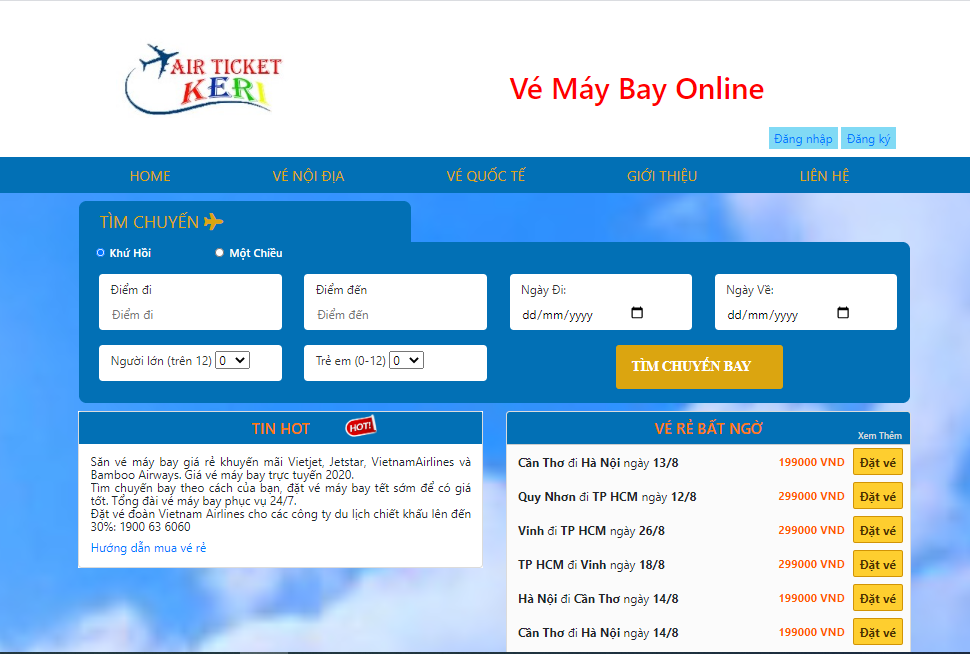 AIR TICKET
KERI
Vé Máy Bay Online
Đăng nhập Đăng ký
HOME VÉ NỘI ĐỊA VÉ QUỐC TẾ GIỚI THIỆU LIÊN HỆ
TÌM CHUYẾN
Khứ Hồi Một Chiều
Điểm đi Điểm đến Ngày Đi: Ngày Về:
Điểm đi Điểm đến dd/mm/yyyy dd/mm/yyyy
Người lớn (trên 12) 0 Trẻ em (0-12) 0 TÌM CHUYẾN BAY
TIN HOT HOT!
Săn vé máy bay giá rẻ khuyến mãi Vietjet, Jetstar, VietnamAirlines và
Bamboo Airways. Giá vé máy bay trực tuyến 2020.
Tìm chuyến bay theo cách của bạn, đặt vé máy bay tết sớm để có giá
tốt. Tổng đài vé máy bay phục vụ 24/7.
Đặt vé đoàn Vietnam Airlines cho các công ty du lịch chiết khấu lên đến
30%: 1900 63 6060
Hướng dẫn mua vé rẻ
VÉ RẺ BẤT NGỜ
Xem Thêm
Cần Thơ đi Hà Nội ngày 13/8 199000 VND Đặt vé
Quy Nhơn đi TP HCM ngày 12/8 299000 VND Đặt vé
Vinh đi TP HCM ngày 26/8 299000 VND Đặt vé
TP HCM đi Vinh ngày 18/8 299000 VND Đặt vé
Hà Nội đi Cần Thơ ngày 14/8 199000 VND Đặt vé
Cần Thơ đi Hà Nội ngày 14/8 199000 VND Đặt vé